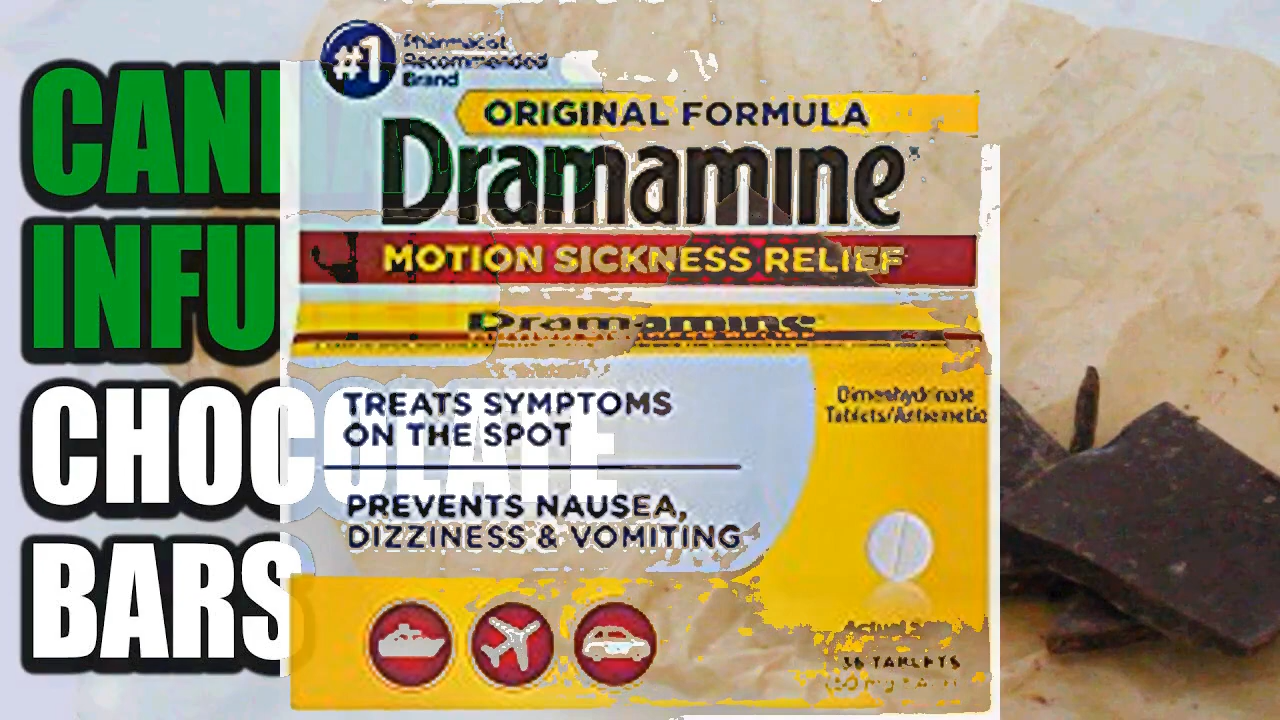 CAN
INFU
CHOCOLATE
BARS
#1 Pharmacist
Recommended
Brand
ORIGINAL FORMULA
Dramamine
MOTION SICKNESS RELIEF
Dramamine
TREATS SYMPTOMS
ON THE SPOT
PREVENTS NAUSEA,
DIZZINESS & VOMITING
Dimenhydrinate
Tablets/Antiemetic
Actual
36 TABLETS